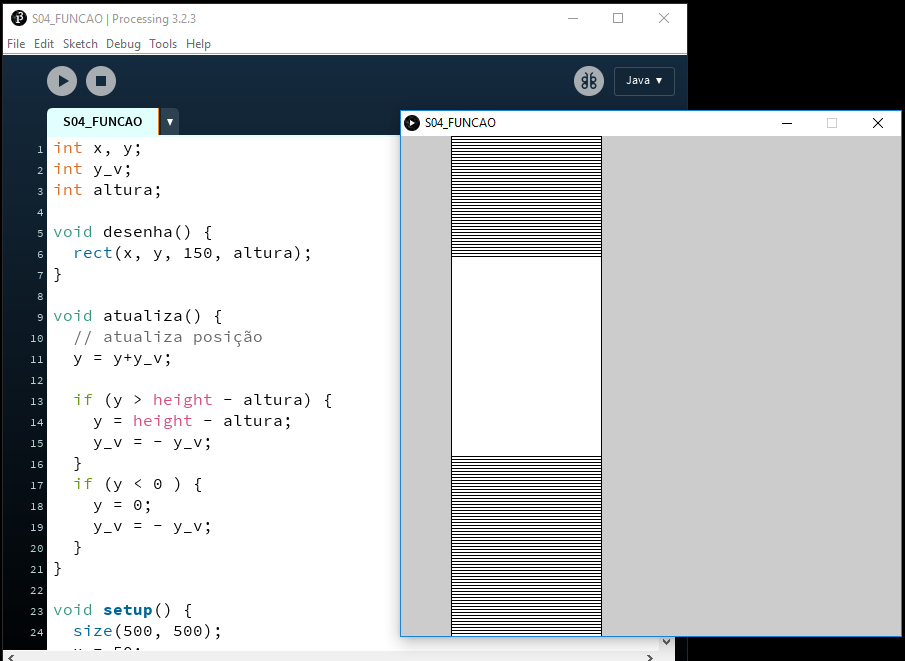 S04_FUNCAO | Processing 3.2.3
File Edit Sketch Debug Tools Help
Java ▼
S04_FUNCAO ▼
S04_FUNCAO
1 int x, y;
2 int y_v;
3 int altura;
4
5 void desenha() {
6 rect(x, y, 150, altura);
7 }
8
9 void atualiza() {
10 // atualiza posição
11 y = y+y_v;
12
13 if (y > height - altura) {
14 y = height - altura;
15 y_v = - y_v;
16 }
17 if (y < 0 ) {
18 y = 0;
19 y_v = - y_v;
20 }
21 }
22
23 void setup() {
24 size(500, 500);